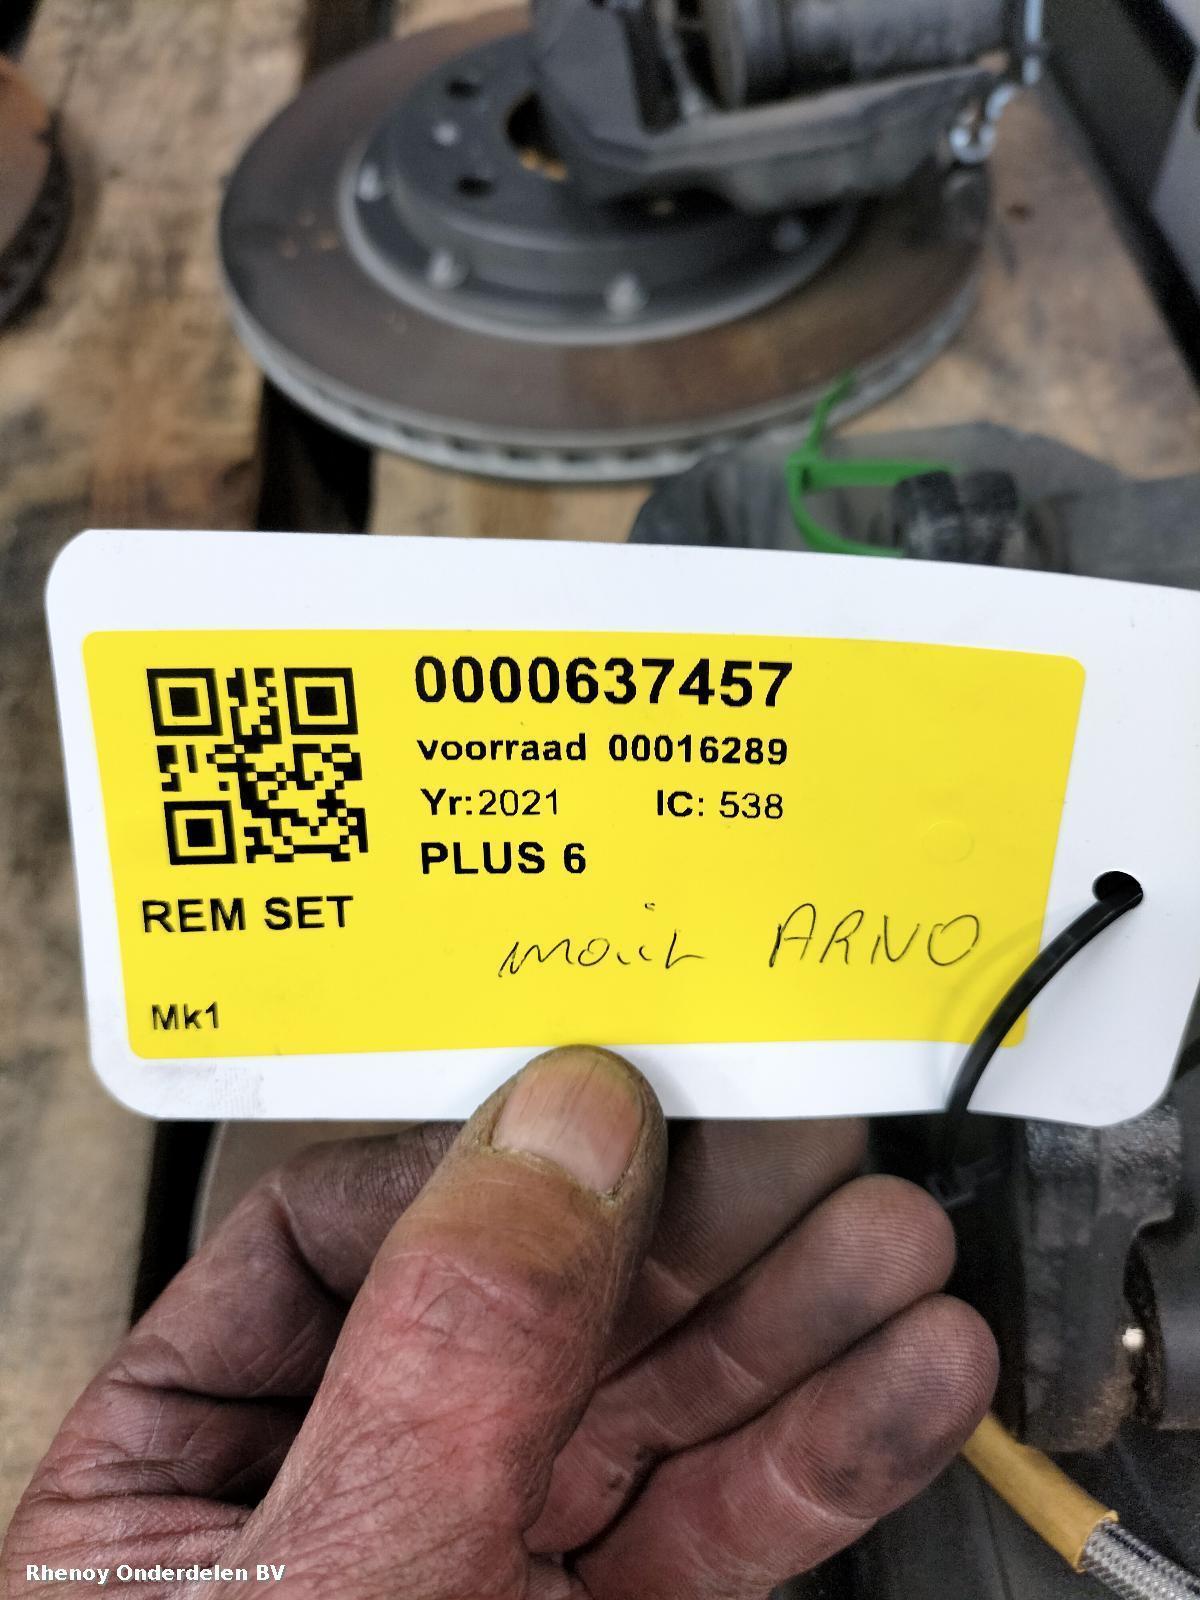 0000637457
voorraad 00016289
Yr:2021 IC: 538
PLUS 6
REM SET
ARNO
Mk1
Rhenoy Onderdelen BV